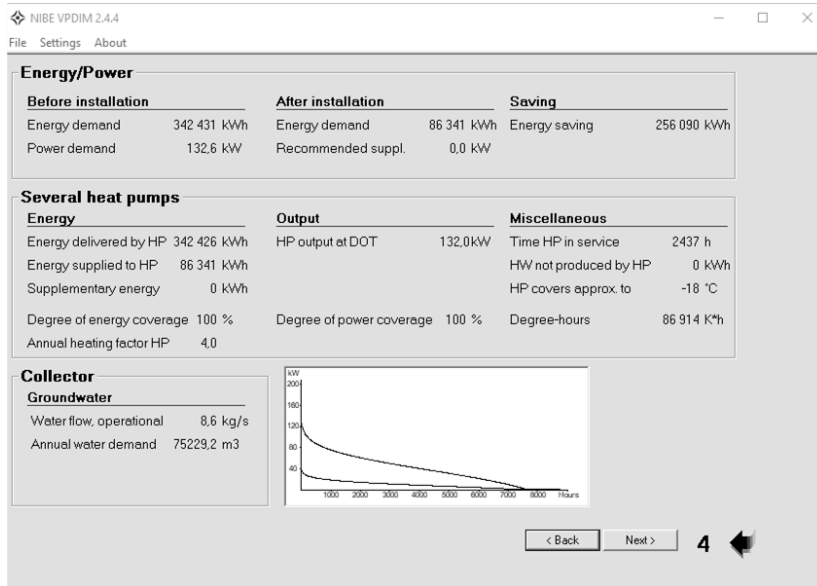 NIBE VPDIM 2.4.4
File Settings About
Energy/Power
Before installation After installation Saving
Energy demand 342 431 kWh Energy demand 86 341 kWh Energy saving 256 090 kWh
Power demand 132,6 kW Recommended suppl. 0,0 kW
Several heat pumps
Energy Output Miscellaneous
Energy delivered by HP 342 426 kWh HP output at DOT 132,0kW Time HP in service 2437 h
Energy supplied to HP 86 341 kWh HW not produced by HP 0 kWh
Supplementary energy 0 kWh HP covers approx. to -18 °C
Degree of energy coverage 100 % Degree of power coverage 100 % Degree-hours 86 914 K*h
Annual heating factor HP 4,0
Collector
Groundwater
Water flow, operational 8,6 kg/s
Annual water demand 75229,2 m3
kW
200
160
120
80
40
1000 2000 3000 4000 5000 6000 7000 8000 Hours
< Back Next > 4